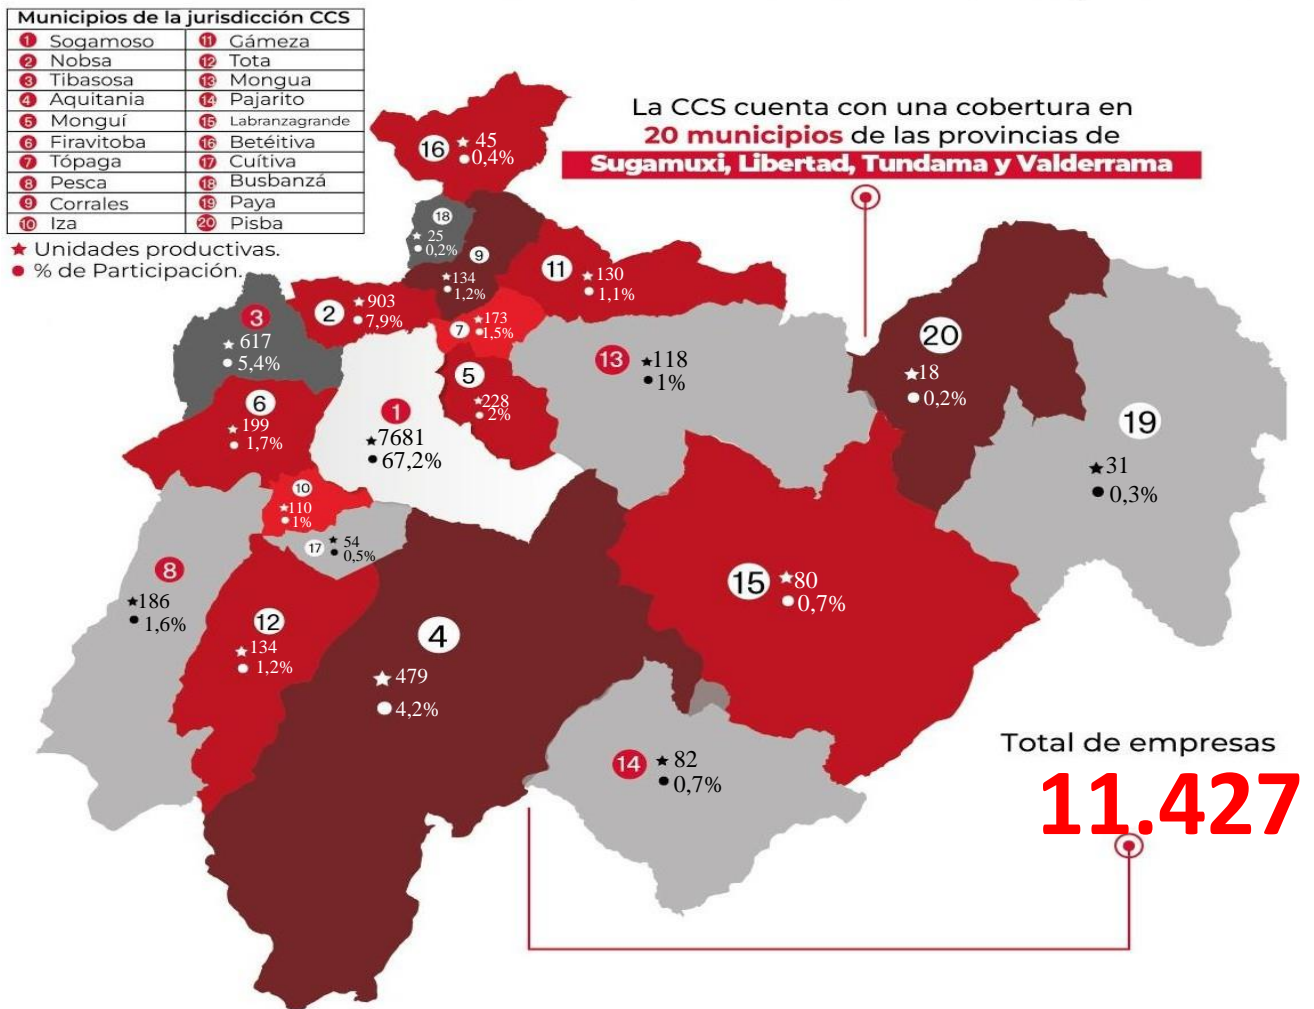 Municipios de la jurisdicción CCS
1 Sogamoso 11 Gámeza
2 Nobsa 12 Tota
3 Tibasosa 13 Mongua
4 Aquitania 14 Pajarito
5 Monguí 15 Labranzagrande
6 Firavitoba 16 Betéitiva
7 Tópaga 17 Cuítiva
8 Pesca 18 Busbanzá
9 Corrales 19 Paya
10 Iza 20 Pisba
★ Unidades productivas.
● % de Participación.
La CCS cuenta con una cobertura en
20 municipios de las provincias de
Sugamuxi, Libertad, Tundama y Valderrama
16 ★ 45
● 0,4%
18
★ 25
● 0,2%
9
★ 134
● 1,2%
11 ★ 130
● 1,1%
2 ★ 903
● 7,9%
3
★ 617
● 5,4%
7 ★ 173
● 1,5%
13 ★ 118
● 1%
20
★ 18
● 0,2%
5
★ 228
● 2%
6
★ 199
● 1,7%
1
★ 7681
● 67,2%
19
★ 31
● 0,3%
10
★ 110
● 1%
17 ★ 54
● 0,5%
8
★ 186
● 1,6%
15 ★ 80
● 0,7%
12
★ 134
● 1,2%
4
★ 479
● 4,2%
14 ★ 82
● 0,7%
Total de empresas
11.427